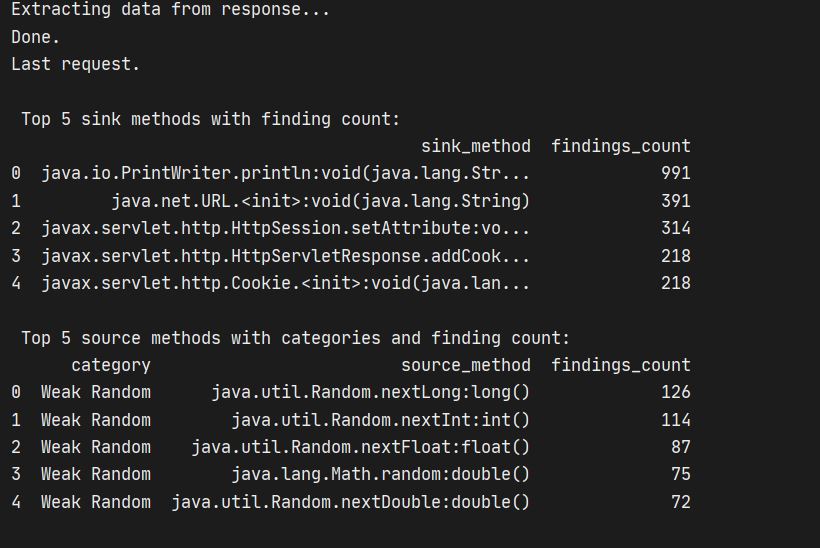 Extracting data from response...
Done.
Last request.
Top 5 sink methods with finding count:
sink_method findings_count
0 java.io.PrintWriter.println:void(java.lang.Str... 991
1 java.net.URL.<init>:void(java.lang.String) 391
2 javax.servlet.http.HttpSession.setAttribute:vo... 314
3 javax.servlet.http.HttpServletResponse.addCook... 218
4 javax.servlet.http.Cookie.<init>:void(java.lan... 218
Top 5 source methods with categories and finding count:
category source_method findings_count
0 Weak Random java.util.Random.nextLong:long() 126
1 Weak Random java.util.Random.nextInt:int() 114
2 Weak Random java.util.Random.nextFloat:float() 87
3 Weak Random java.lang.Math.random:double() 75
4 Weak Random java.util.Random.nextDouble:double() 72